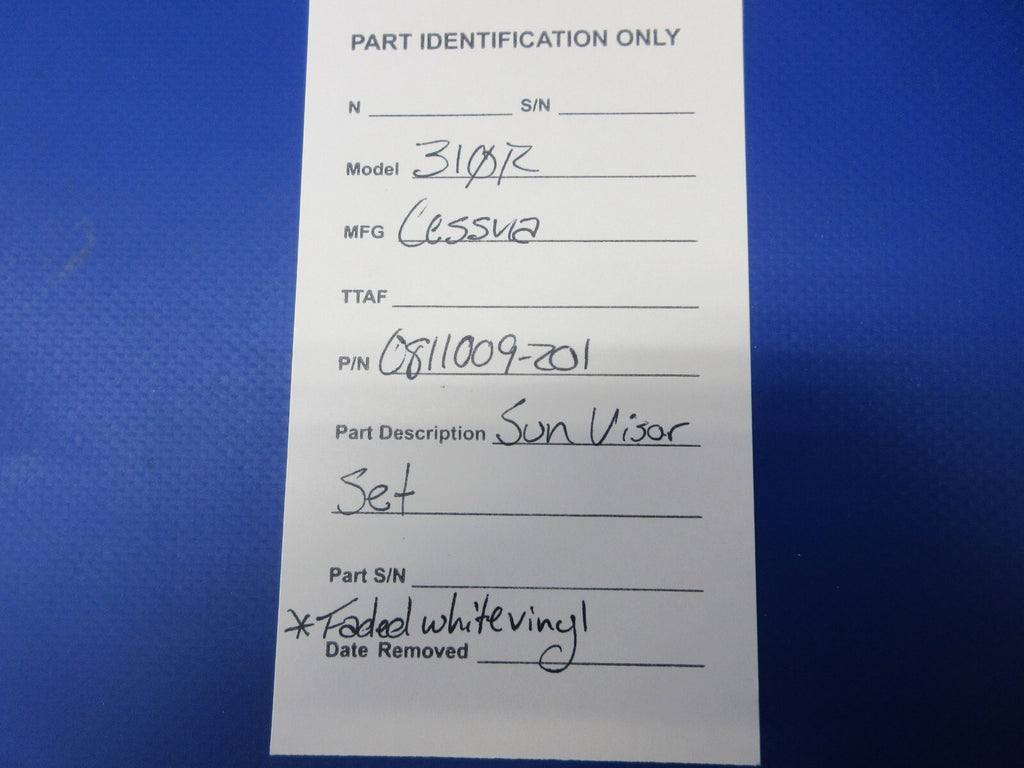 PART IDENTIFICATION ONLY
N S/N
Model 310R
MFG Cessna
TTAF
P/N 0811009-201
Part Description Sun Visor
Set
Part S/N
* Faded white vinyl
Date Removed